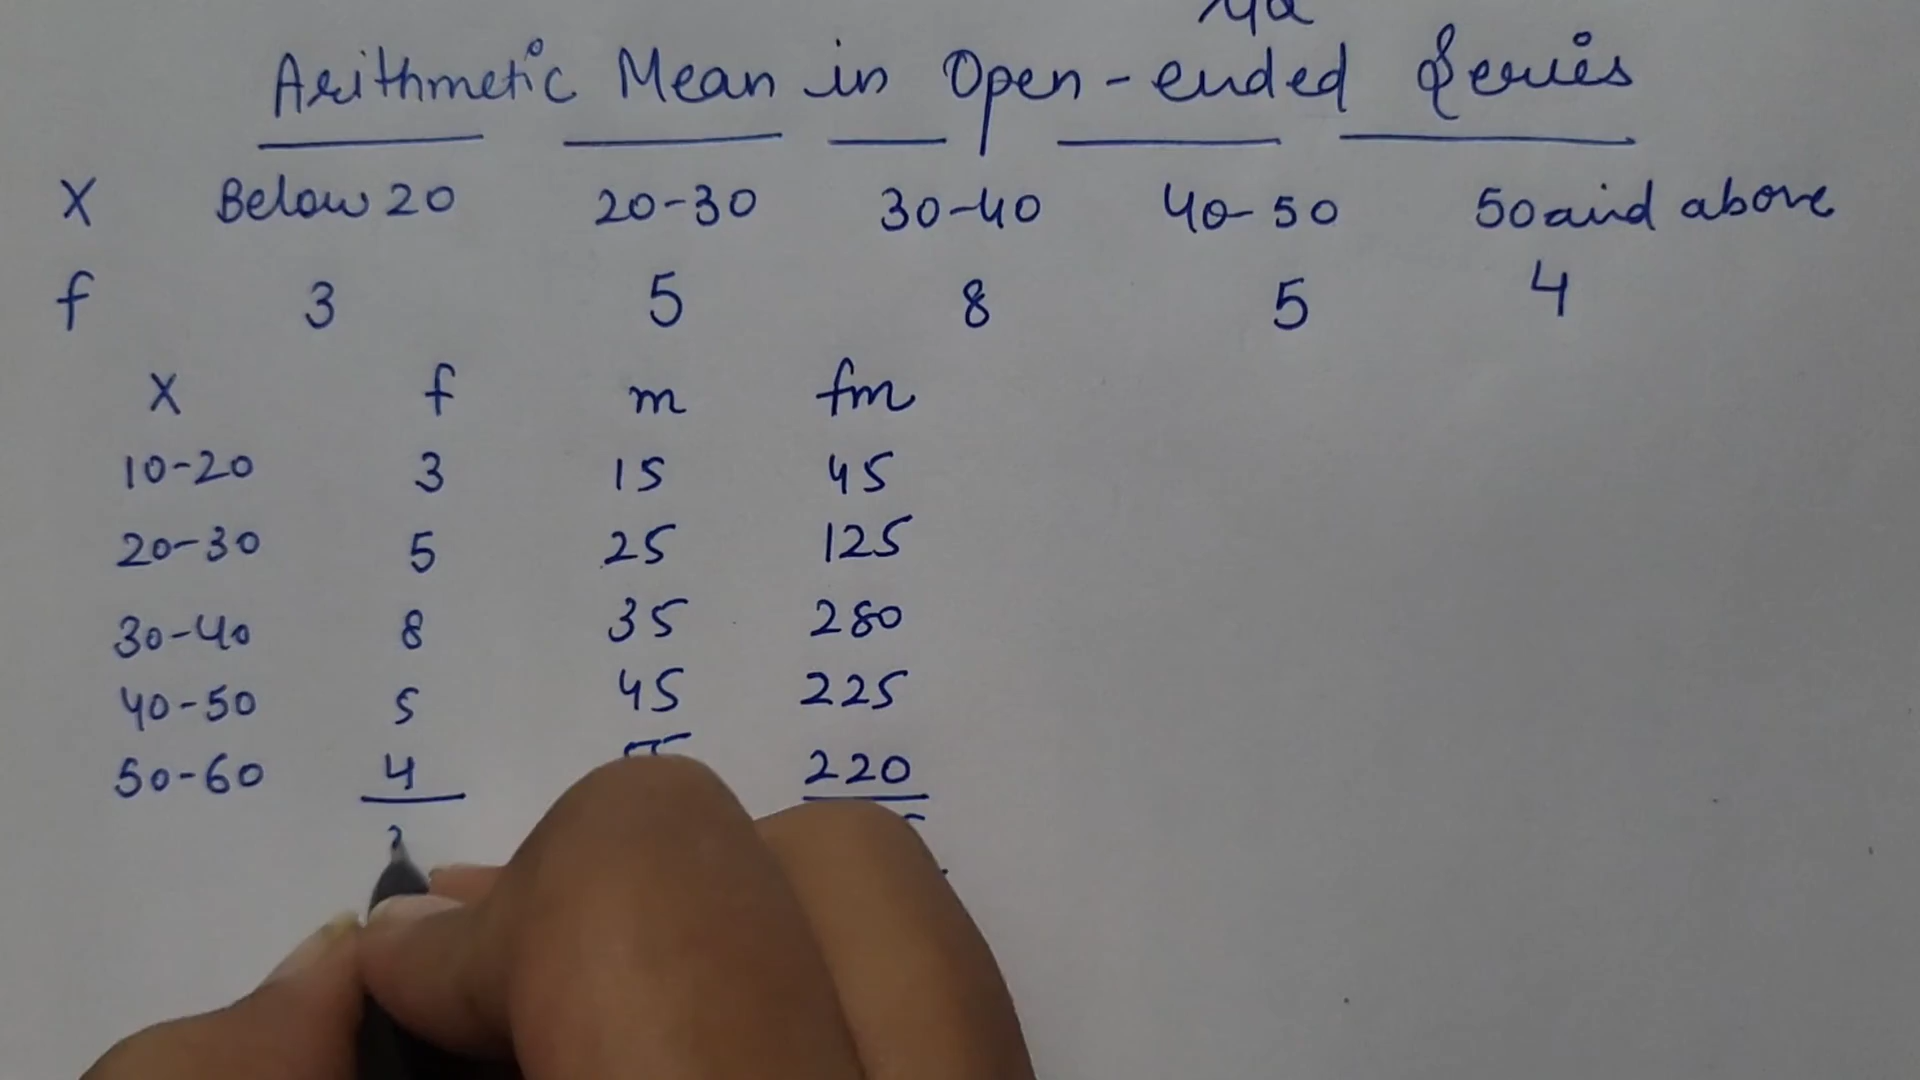 Arithmetic Mean in Open-ended Series
X Below 20 20-30 30-40 40-50 50 and above
f 3 5 8 5 4
X f m fm
10-20 3 15 45
20-30 5 25 125
30-40 8 35 280
40-50 5 45 225
50-60 4 220